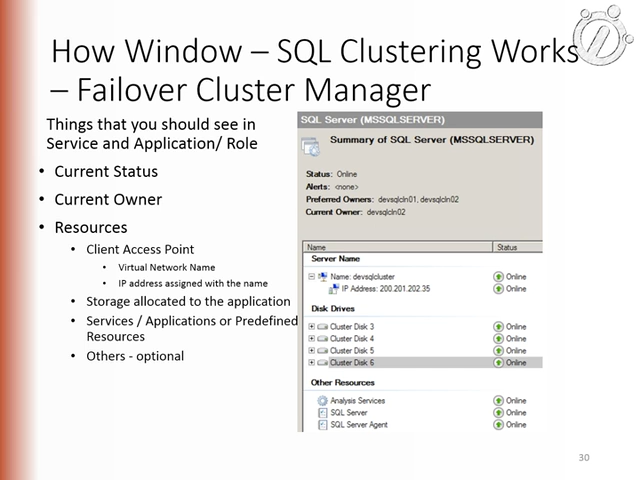 How Window – SQL Clustering Works
– Failover Cluster Manager
Things that you should see in
Service and Application/ Role
• Current Status
• Current Owner
• Resources
• Client Access Point
• Virtual Network Name
• IP address assigned with the name
• Storage allocated to the application
• Services / Applications or Predefined
Resources
• Others - optional
SQL Server (MSSQLSERVER)
Summary of SQL Server (MSSQLSERVER)
Status: Online
Alerts: <none>
Preferred Owners: devsqlcln01, devsqlcln02
Current Owner: devsqlcln02
Name Status
Server Name
Name: devsqlcluster Online
IP Address: 200.201.202.35 Online
Disk Drives
Cluster Disk 3 Online
Cluster Disk 4 Online
Cluster Disk 5 Online
Cluster Disk 6 Online
Other Resources
Analysis Services Online
SQL Server Online
SQL Server Agent Online
30